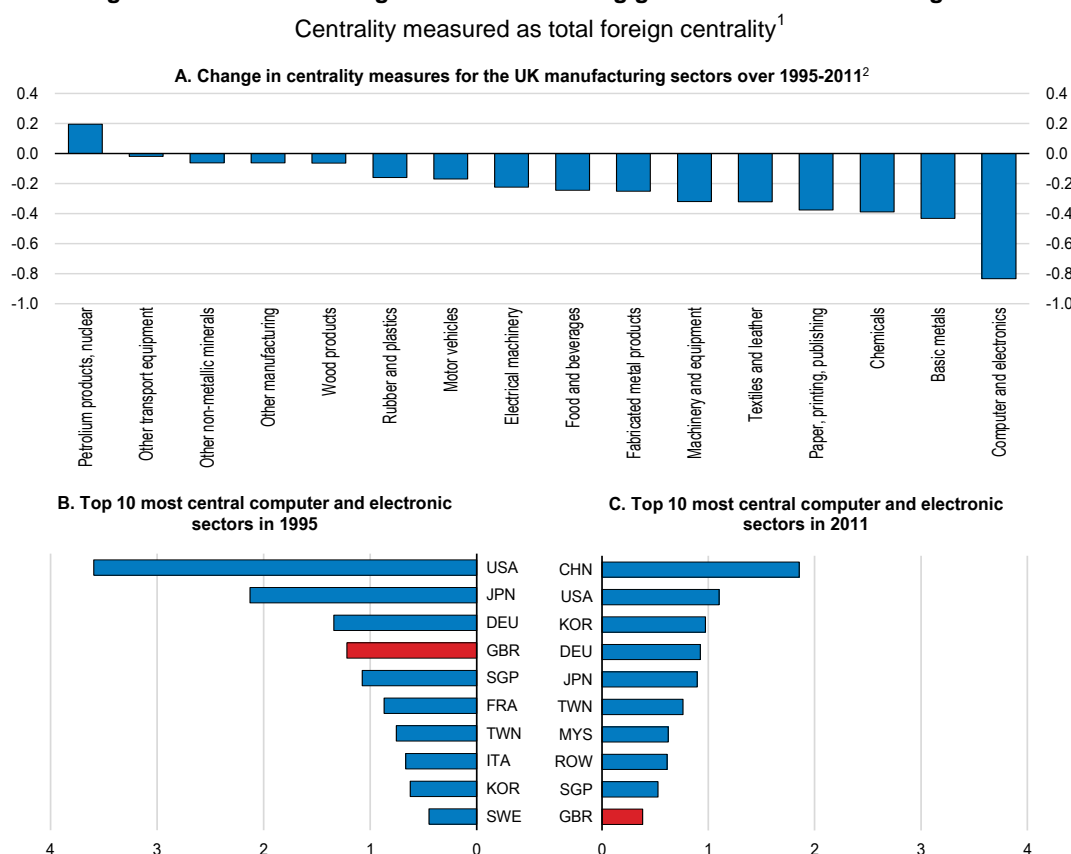 Centrality measured as total foreign centrality1
A. Change in centrality measures for the UK manufacturing sectors over 1995-20112
0.4 0.4
0.2 0.2
0.0 0.0
-0.2 -0.2
-0.4 -0.4
-0.6 -0.6
-0.8 -0.8
-1.0 -1.0
Petrolium products, nuclear
Other transport equipment
Other non-metallic minerals
Other manufacturing
Wood products
Rubber and plastics
Motor vehicles
Electrical machinery
Food and beverages
Fabricated metal products
Machinery and equipment
Textiles and leather
Paper, printing, publishing
Chemicals
Basic metals
Computer and electronics
B. Top 10 most central computer and electronic
sectors in 1995
USA
JPN
DEU
GBR
SGP
FRA
TWN
ITA
KOR
SWE
4 3 2 1 0
C. Top 10 most central computer and electronic
sectors in 2011
CHN
USA
KOR
DEU
JPN
TWN
MYS
ROW
SGP
GBR
0 1 2 3 4